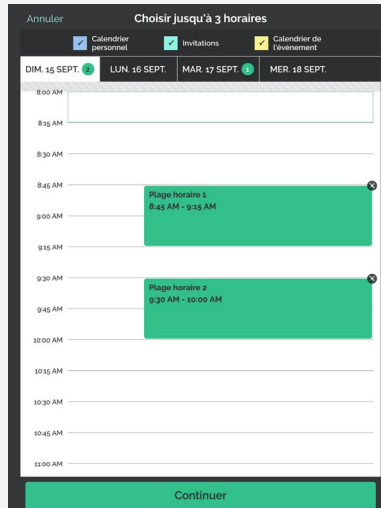 Annuler
Choisir jusqu'à 3 horaires
Calendrier
personnel
Invitations
Calendrier de
l'événement
DIM. 15 SEPT. 2
LUN. 16 SEPT.
MAR. 17 SEPT. 1
MER. 18 SEPT.
8:00 AM
8:15 AM
8:30 AM
8:45 AM
Plage horaire 1
8:45 AM - 9:15 AM
9:00 AM
9:15 AM
9:30 AM
Plage horaire 2
9:30 AM - 10:00 AM
9:45 AM
10:00 AM
10:15 AM
10:30 AM
10:45 AM
11:00 AM
Continuer